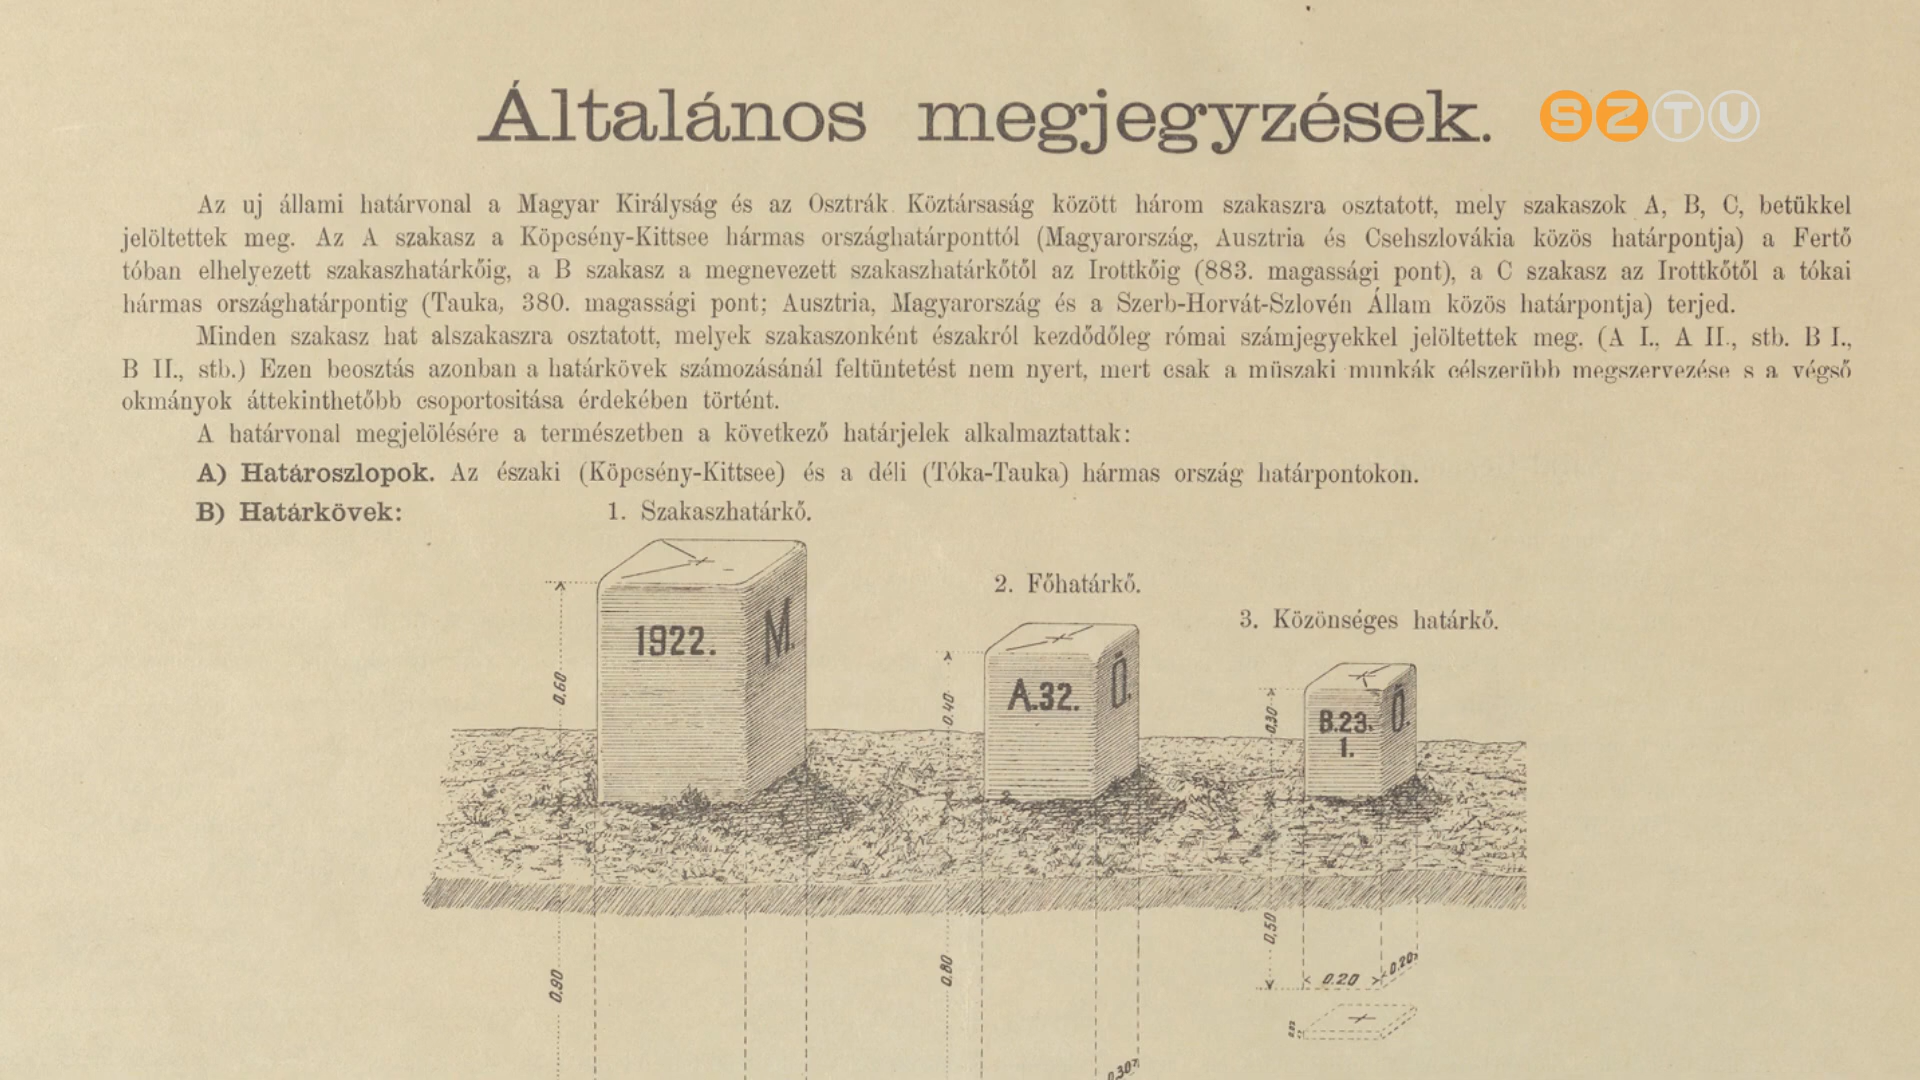 Általános megjegyzések.
SZTV
Az uj állami határvonal a Magyar Királyság és az Osztrák Köztársaság között három szakaszra osztatott, mely szakaszok A, B, C, betükkel
jelöltettek meg. Az A szakasz a Köpcsény-Kittsee hármas országhatárponttól (Magyarország, Ausztria és Csehszlovákia közös határpontja) a Fertő
tóban elhelyezett szakaszhatárkőig, a B szakasz a megnevezett szakaszhatárkőtől az Irottkőig (883. magassági pont), a C szakasz az Irottkőtől a tókai
hármas országhatárpontig (Tauka, 380. magassági pont; Ausztria, Magyarország és a Szerb-Horvát-Szlovén Állam közös határpontja) terjed.
Minden szakasz hat alszakaszra osztatott, melyek szakaszonként északról kezdődőleg római számjegyekkel jelöltettek meg. (A I., A II., stb. B I.,
B II., stb.) Ezen beosztás azonban a határkövek számozásánál feltüntetést nem nyert, mert csak a müszaki munkák célszerübb megszervezése s a végső
okmányok áttekinthetőbb csoportositása érdekében történt.
A határvonal megjelölésére a természetben a következő határjelek alkalmaztattak:
A) Határoszlopok. Az északi (Köpcsény-Kittsee) és a déli (Tóka-Tauka) hármas ország határpontokon.
B) Határkövek: 1. Szakaszhatárkő.
2. Főhatárkő.
3. Közönséges határkő.
1922. M.
A.32. Ö.
B.23. Ö.
1.
0.60
0.40
0.30
0.90
0.80
0.50
0.20
0.20
0.30